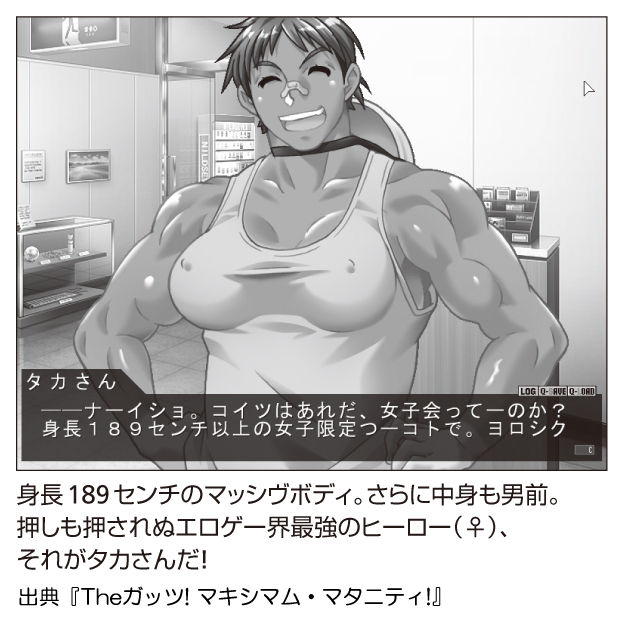 タカさん
LOG Q-SAVE Q-LOAD
――ナーイショ。コイツはあれだ、女子会ってーのか？
身長１８９センチ以上の女子限定つーコトで。ヨロシク
身長189センチのマッシヴボディ。さらに中身も男前。
押しも押されぬエロゲー界最強のヒーロー(♀)、
それがタカさんだ!
出典『Theガッツ! マキシマム・マタニティ!』